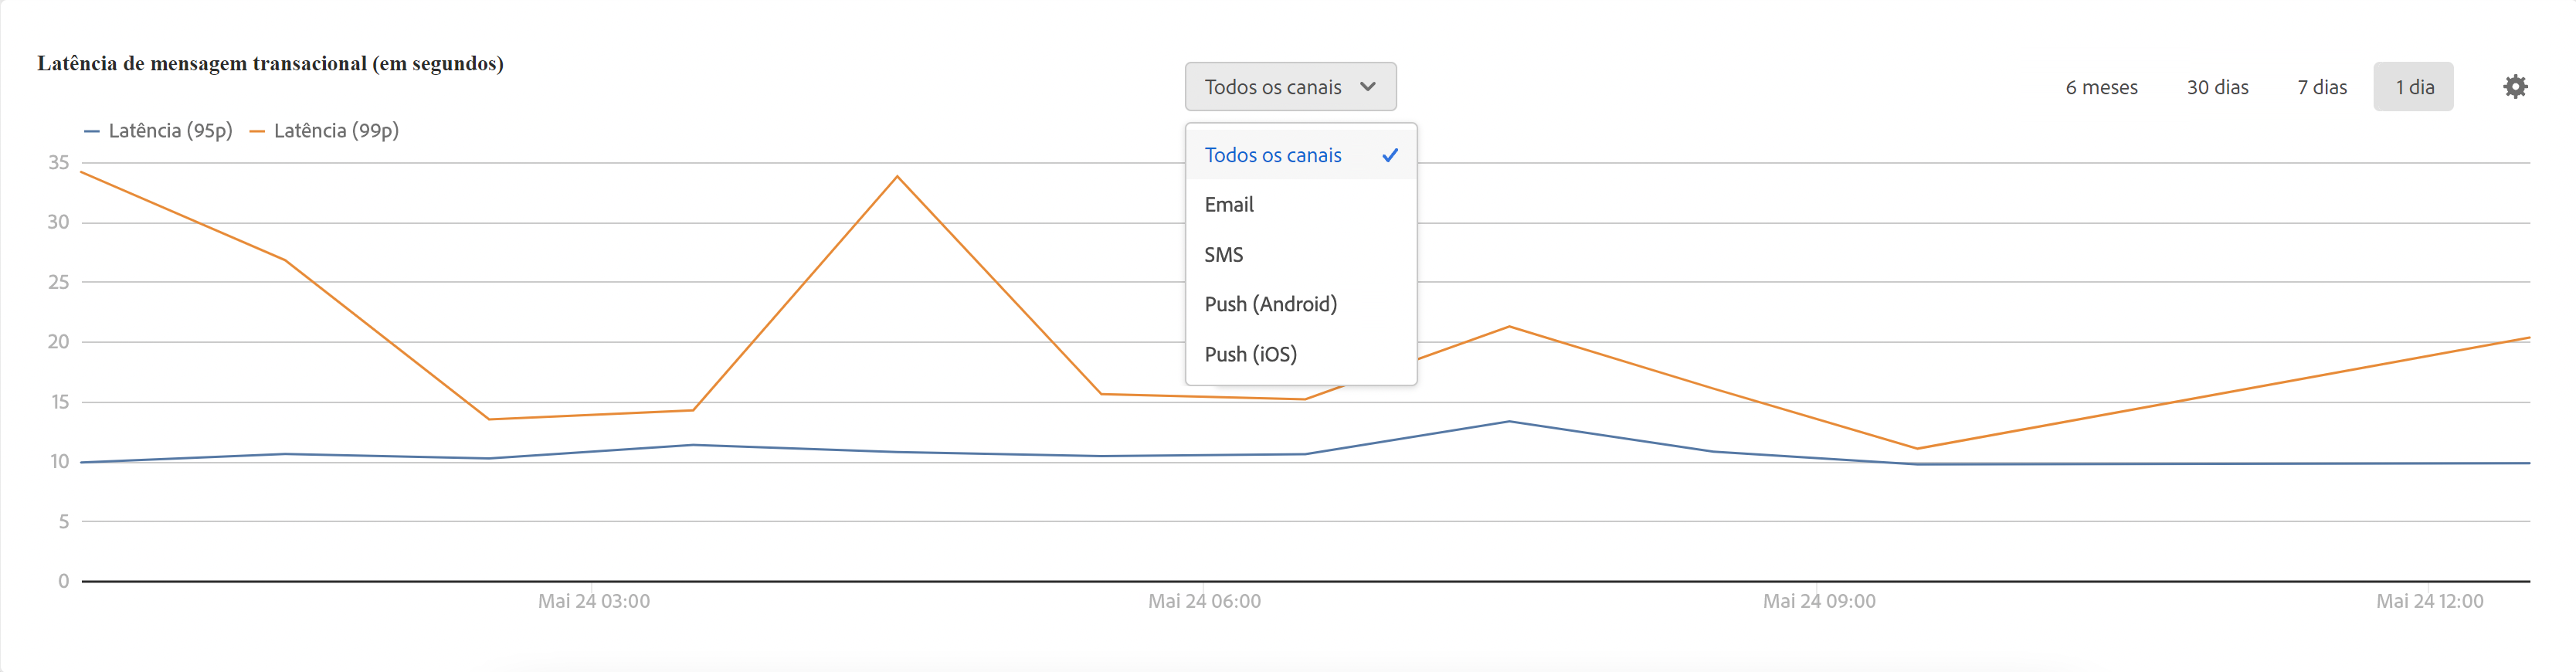 Latência de mensagem transacional (em segundos)
Todos os canais
6 meses 30 dias 7 dias 1 dia
Latência (95p) Latência (99p)
Todos os canais
Email
SMS
Push (Android)
Push (iOS)
35
30
25
20
15
10
5
0
Mai 24 03:00 Mai 24 06:00 Mai 24 09:00 Mai 24 12:00